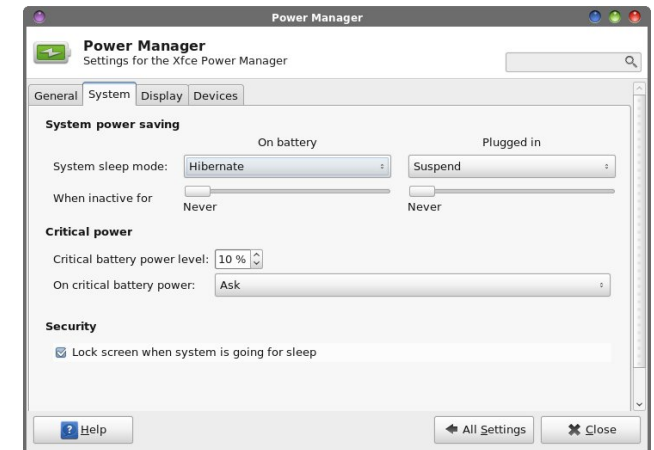 Power Manager
Power Manager
Settings for the Xfce Power Manager
General System Display Devices
System power saving
On battery Plugged in
System sleep mode: Hibernate Suspend
When inactive for
Never Never
Critical power
Critical battery power level: 10 %
On critical battery power: Ask
Security
Lock screen when system is going for sleep
? Help All Settings Close